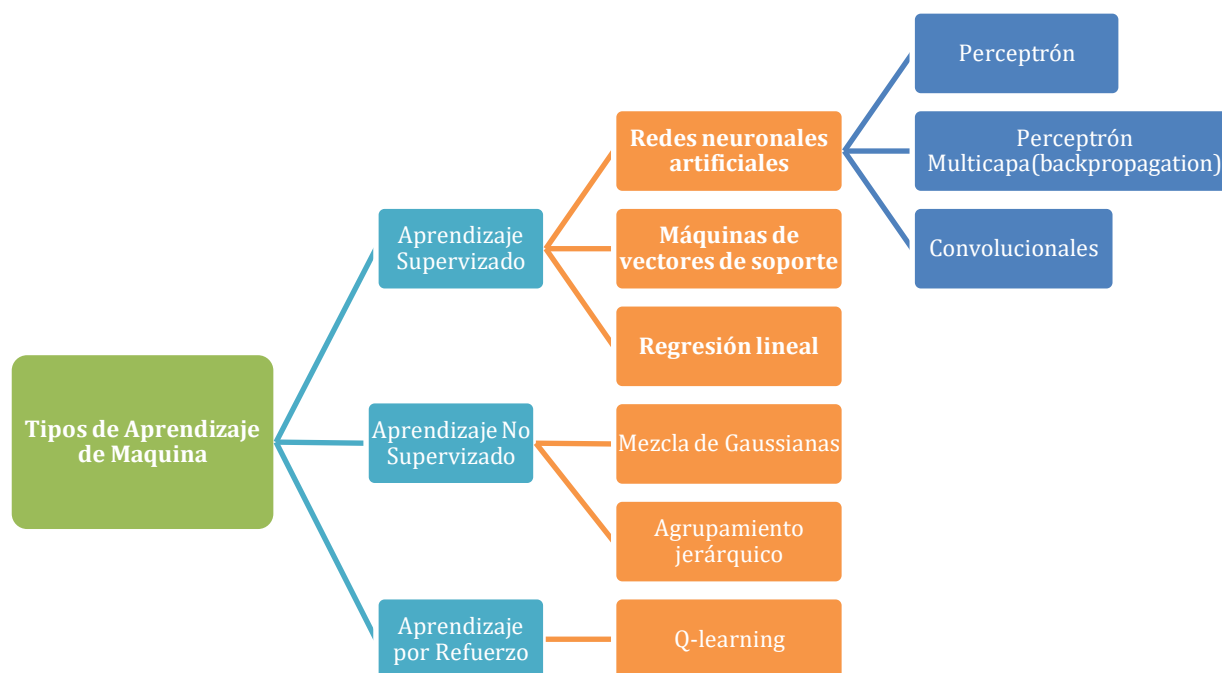 Tipos de Aprendizaje
de Maquina
Aprendizaje
Supervizado
Redes neuronales
artificiales
Perceptrón
Perceptrón
Multicapa(backpropagation)
Convolucionales
Máquinas de
vectores de soporte
Regresión lineal
Aprendizaje No
Supervizado
Mezcla de Gaussianas
Agrupamiento
jerárquico
Aprendizaje
por Refuerzo
Q-learning